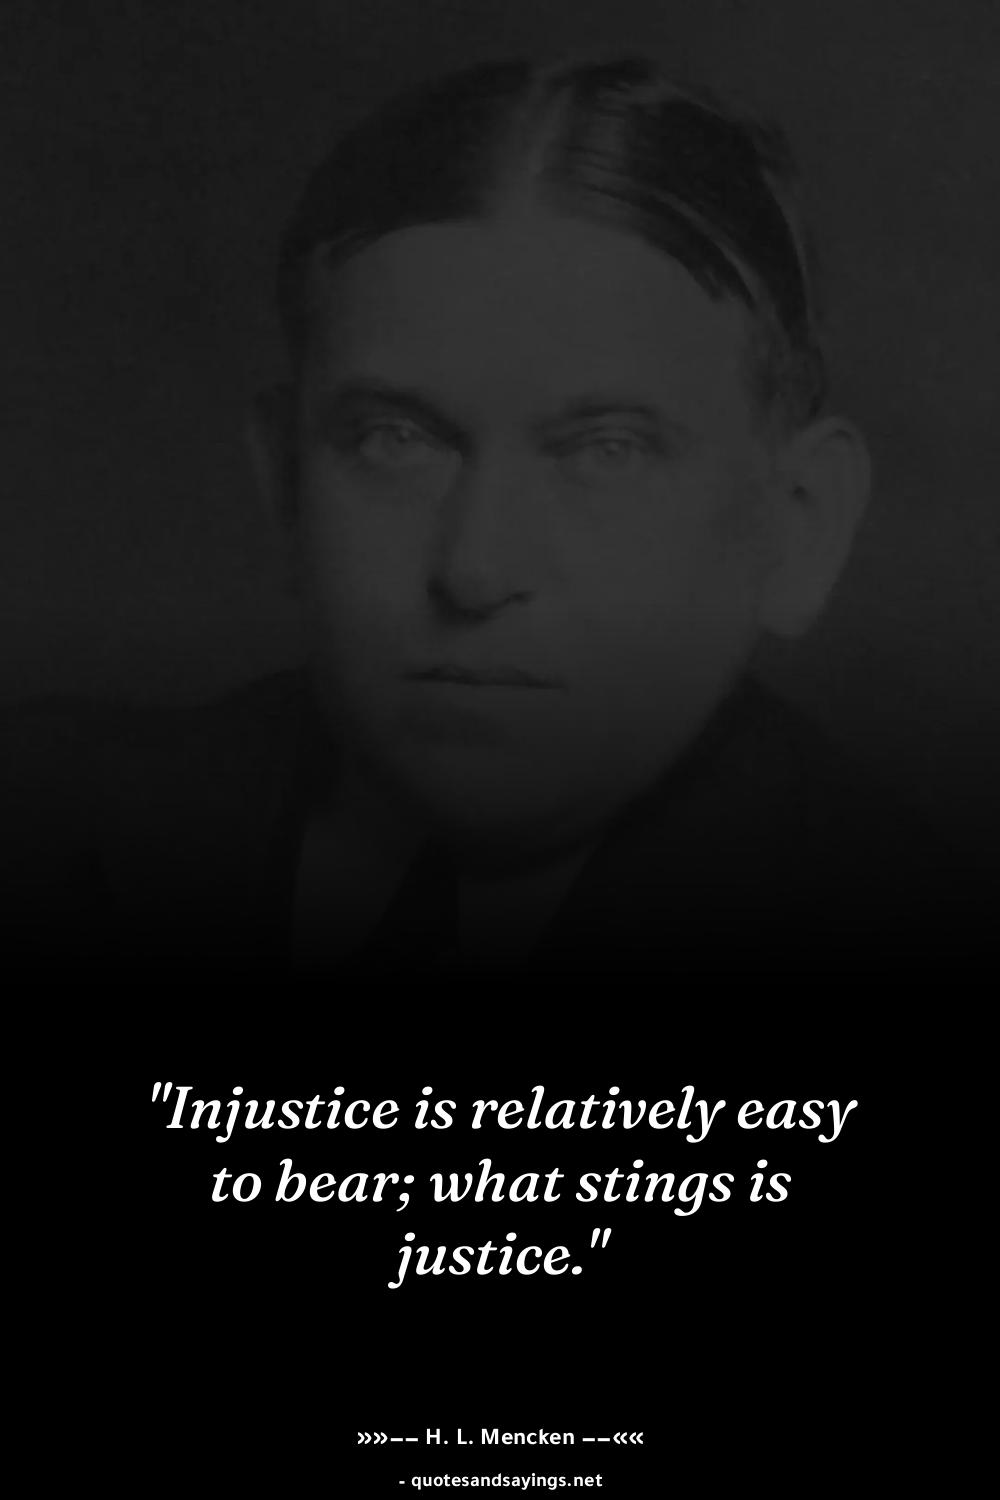 "Injustice is relatively easy
to bear; what stings is
justice."
»»−− H. L. Mencken −−««
- quotesandsayings.net